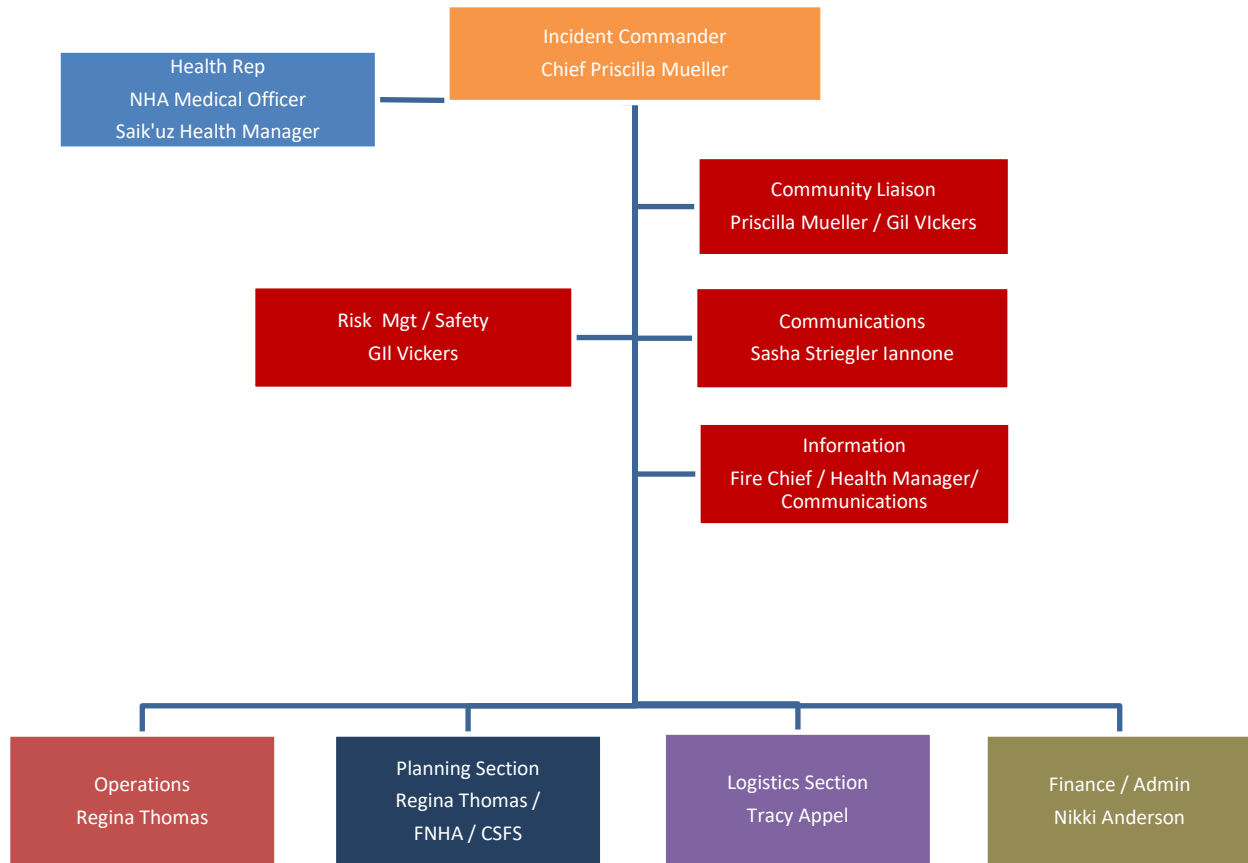 Incident Commander
Chief Priscilla Mueller
Health Rep
NHA Medical Officer
Saik'uz Health Manager
Community Liaison
Priscilla Mueller / Gil VIckers
Risk  Mgt / Safety
GIl Vickers
Communications
Sasha Striegler Iannone
Information
Fire Chief / Health Manager/
Communications
Operations
Regina Thomas
Planning Section
Regina Thomas /
FNHA / CSFS
Logistics Section
Tracy Appel
Finance / Admin
Nikki Anderson